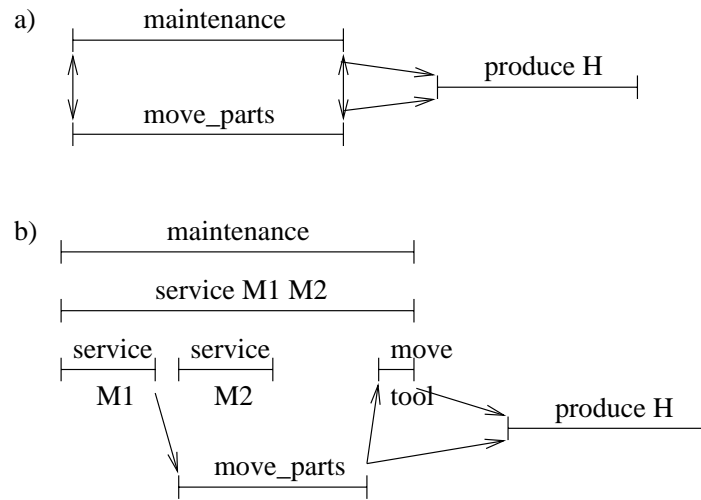 a)
maintenance
produce H
move_parts
b)
maintenance
service M1 M2
service service move
M1 M2 tool
produce H
move_parts